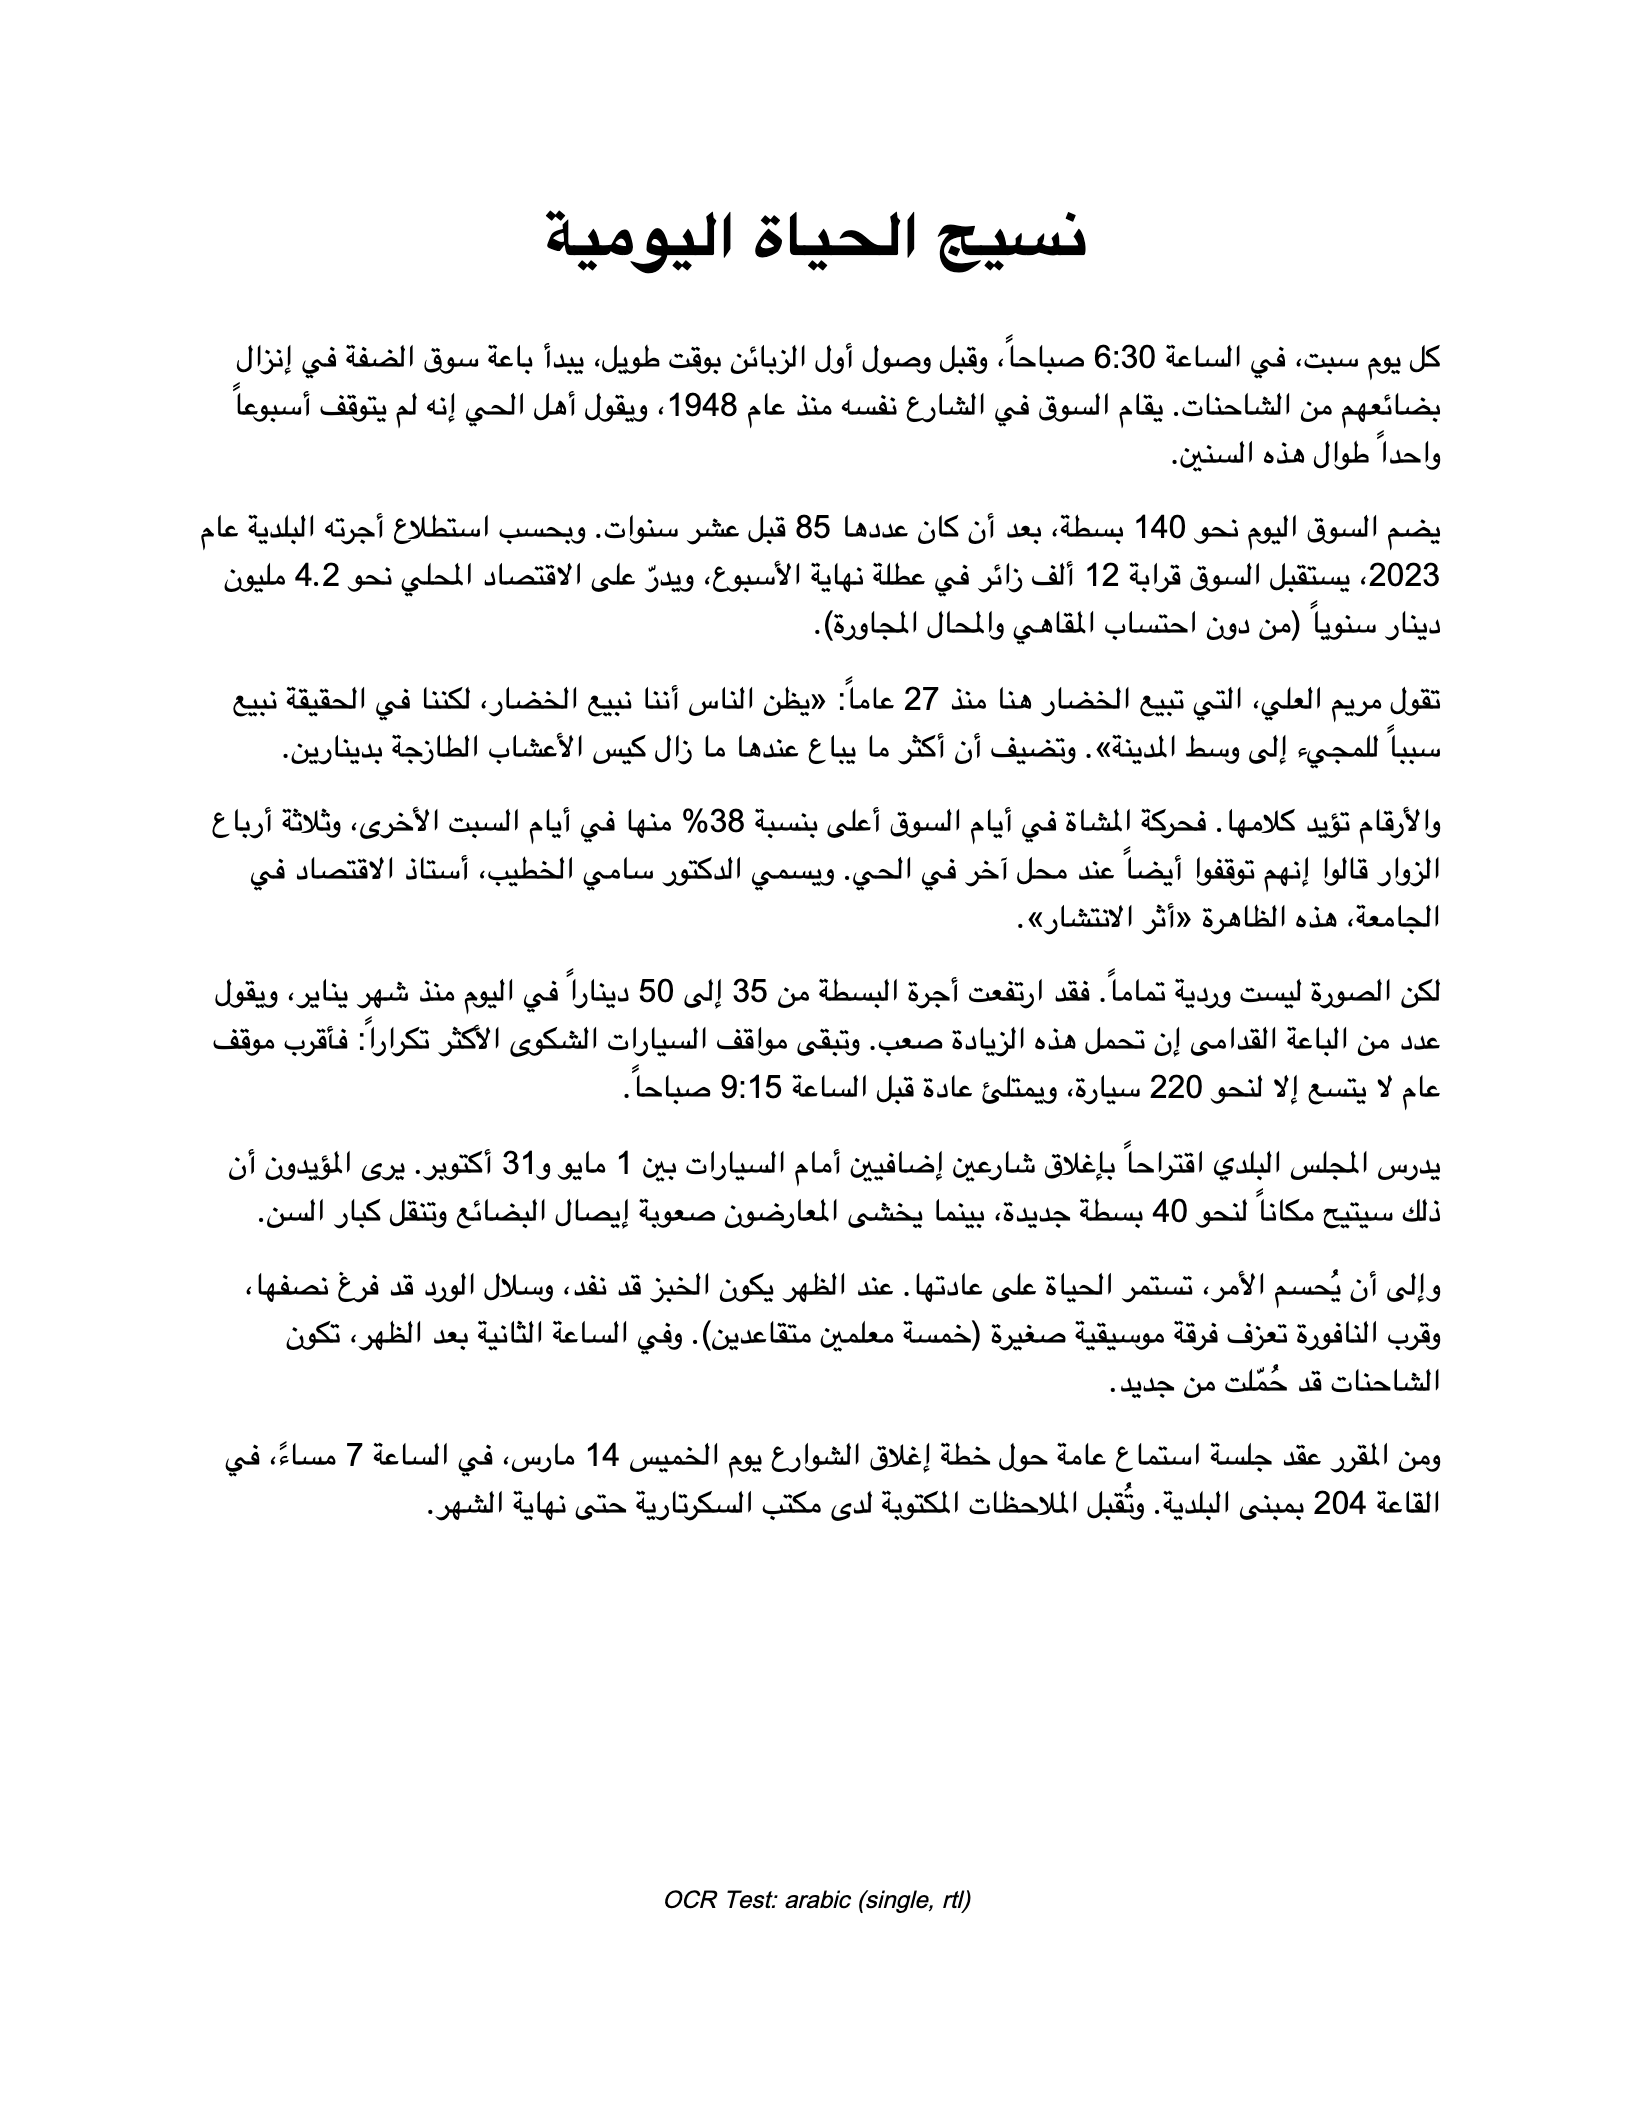 نسيج الحياة اليومية
كل يوم سبت، في الساعة 6:30 صباحاً، وقبل وصول أول الزبائن بوقت طويل، يبدأ باعة سوق الضفة في إنزال
بضائعهم من الشاحنات. يقام السوق في الشارع نفسه منذ عام 1948، ويقول أهل الحي إنه لم يتوقف أسبوعاً
واحداً طوال هذه السنين.
يضم السوق اليوم نحو 140 بسطة، بعد أن كان عددها 85 قبل عشر سنوات. وبحسب استطلاع أجرته البلدية عام
2023، يستقبل السوق قرابة 12 ألف زائر في عطلة نهاية الأسبوع، ويدرّ على الاقتصاد المحلي نحو 4.2 مليون
دينار سنوياً (من دون احتساب المقاهي والمحال المجاورة).
تقول مريم العلي، التي تبيع الخضار هنا منذ 27 عاماً: «يظن الناس أننا نبيع الخضار، لكننا في الحقيقة نبيع
سبباً للمجيء إلى وسط المدينة». وتضيف أن أكثر ما يباع عندها ما زال كيس الأعشاب الطازجة بدينارين.
والأرقام تؤيد كلامها. فحركة المشاة في أيام السوق أعلى بنسبة 38% منها في أيام السبت الأخرى، وثلاثة أرباع
الزوار قالوا إنهم توقفوا أيضاً عند محل آخر في الحي. ويسمي الدكتور سامي الخطيب، أستاذ الاقتصاد في
الجامعة، هذه الظاهرة «أثر الانتشار».
لكن الصورة ليست وردية تماماً. فقد ارتفعت أجرة البسطة من 35 إلى 50 ديناراً في اليوم منذ شهر يناير، ويقول
عدد من الباعة القدامى إن تحمل هذه الزيادة صعب. وتبقى مواقف السيارات الشكوى الأكثر تكراراً: فأقرب موقف
عام لا يتسع إلا لنحو 220 سيارة، ويمتلئ عادة قبل الساعة 9:15 صباحاً.
يدرس المجلس البلدي اقتراحاً بإغلاق شارعين إضافيين أمام السيارات بين 1 مايو و31 أكتوبر. يرى المؤيدون أن
ذلك سيتيح مكاناً لنحو 40 بسطة جديدة، بينما يخشى المعارضون صعوبة إيصال البضائع وتنقل كبار السن.
وإلى أن يُحسم الأمر، تستمر الحياة على عادتها. عند الظهر يكون الخبز قد نفد، وسلال الورد قد فرغ نصفها،
وقرب النافورة تعزف فرقة موسيقية صغيرة (خمسة معلمين متقاعدين). وفي الساعة الثانية بعد الظهر، تكون
الشاحنات قد حُمّلت من جديد.
ومن المقرر عقد جلسة استماع عامة حول خطة إغلاق الشوارع يوم الخميس 14 مارس، في الساعة 7 مساءً، في
القاعة 204 بمبنى البلدية. وتُقبل الملاحظات المكتوبة لدى مكتب السكرتارية حتى نهاية الشهر.
OCR Test: arabic (single, rtl)